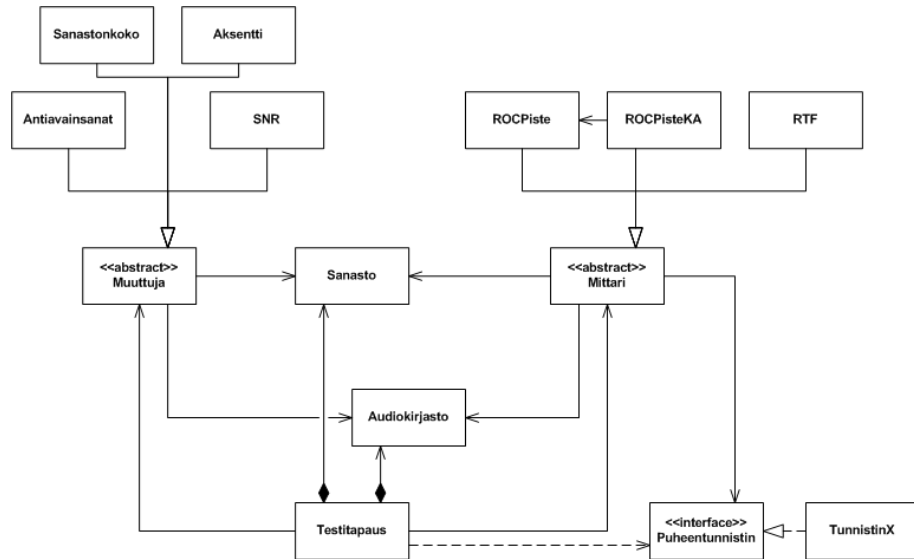 Sanastonkoko
Aksentti
Antiavainsanat
SNR
ROCPiste
ROCPisteKA
RTF
<<abstract>>
Muuttuja
Sanasto
<<abstract>>
Mittari
Audiokirjasto
Testitapaus
<<interface>>
Puheentunnistin
TunnistinX